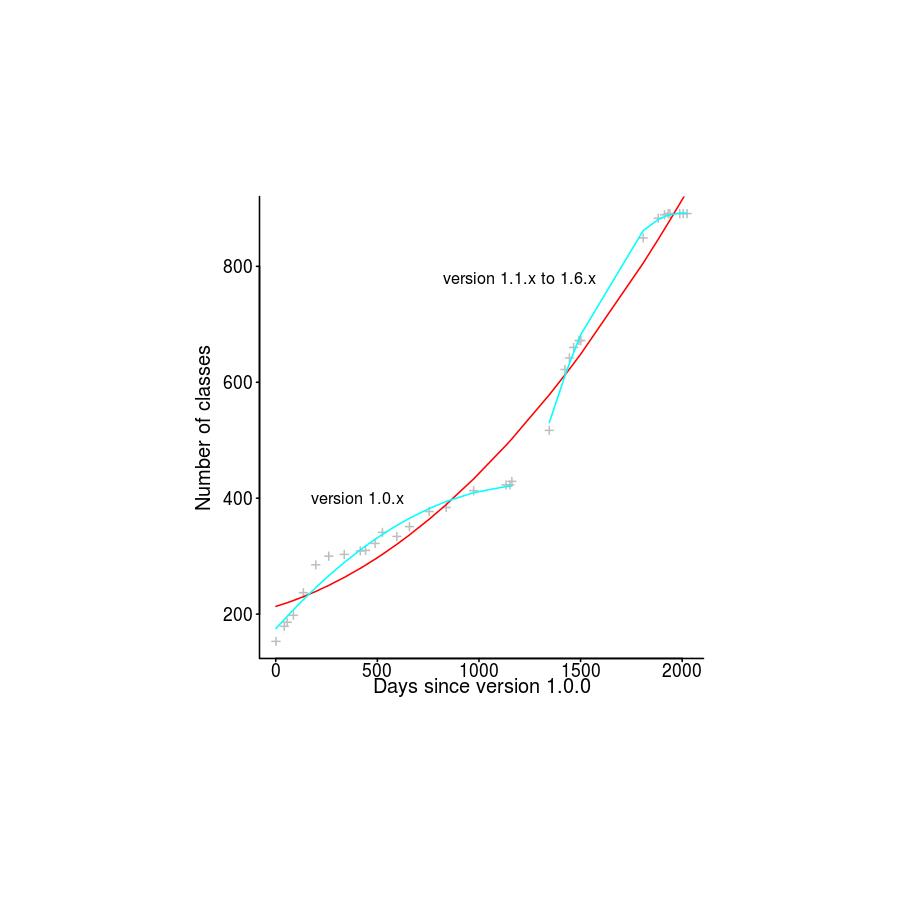 800
version 1.1.x to 1.6.x
600
Number of classes
400
version 1.0.x
200
0 500 1000 1500 2000
Days since version 1.0.0